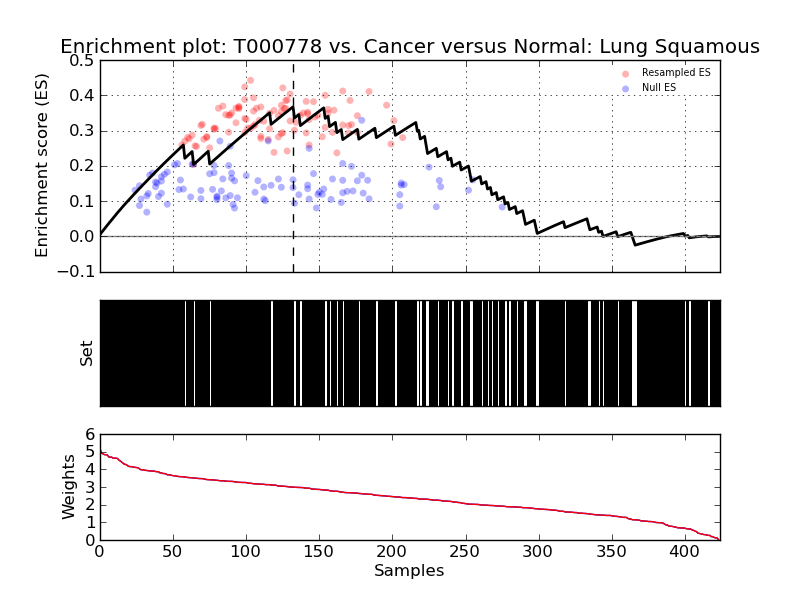 Enrichment plot: T000778 vs. Cancer versus Normal: Lung Squamous
0.5
0.4
0.3
0.2
0.1
0.0
−0.1
Enrichment score (ES)
Resampled ES
Null ES
Set
6
5
4
3
2
1
0
Weights
0 50 100 150 200 250 300 350 400
Samples